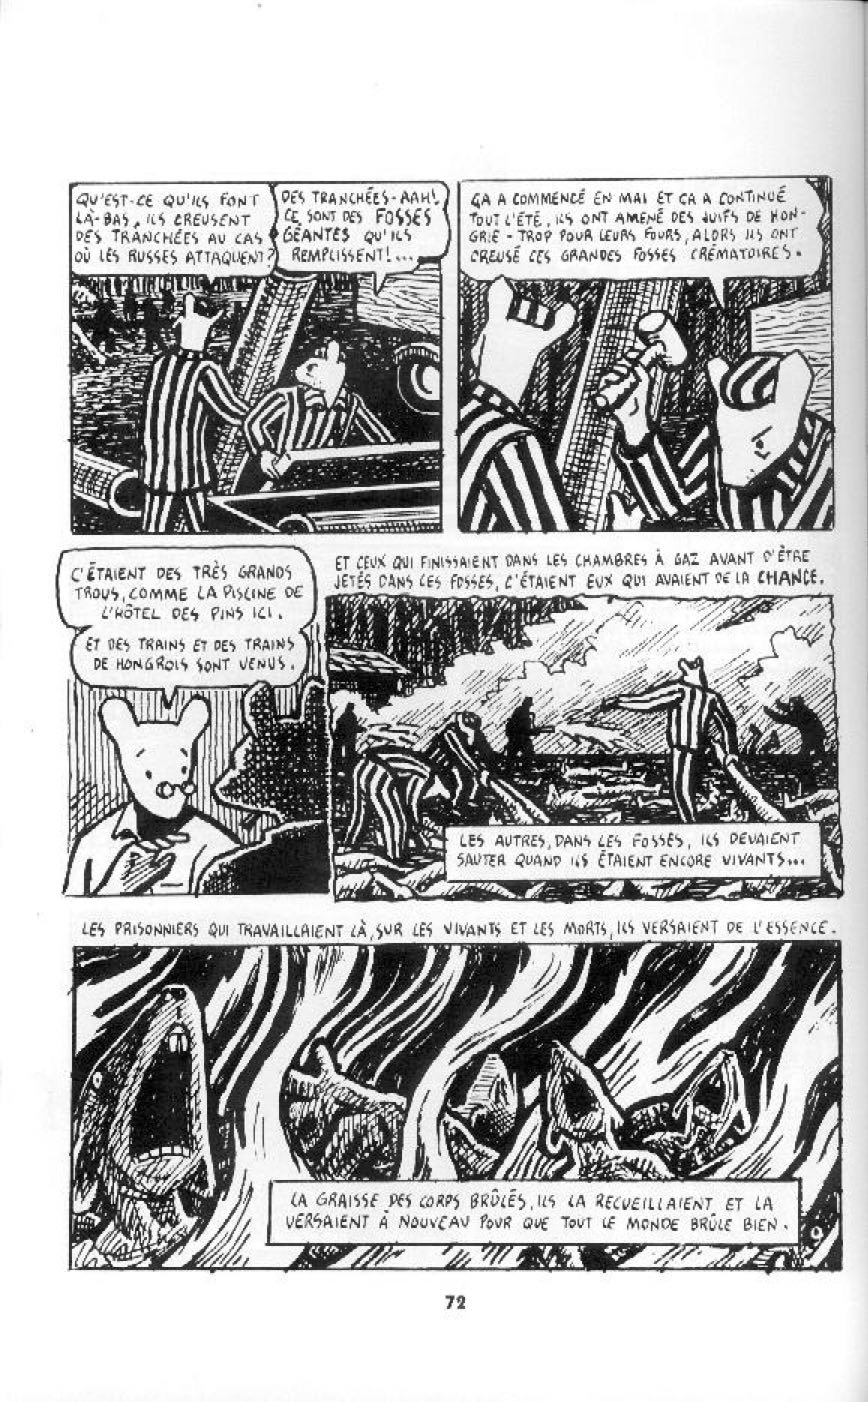 QU'EST-CE QU'ILS FONT
LÀ-BAS, ILS CREUSENT
DES TRANCHÉES AU CAS
OÙ LES RUSSES ATTAQUENT?
DES TRANCHÉES - AAH!
CE SONT DES FOSSES
GÉANTES QU'ILS
REMPLISSENT!...
ÇA A COMMENCÉ EN MAI ET ÇA A CONTINUÉ
TOUT L'ÉTÉ, ILS ONT AMENÉ DES JUIFS DE HON-
GRIE - TROP POUR LEURS FOURS, ALORS ILS ONT
CREUSÉ CES GRANDES FOSSES CRÉMATOIRES.
C'ÉTAIENT DES TRÈS GRANDS
TROUS, COMME LA PISCINE DE
L'HÔTEL DES PINS ICI.
ET DES TRAINS ET DES TRAINS
DE HONGROIS SONT VENUS.
ET CEUX QUI FINISSAIENT DANS LES CHAMBRES À GAZ AVANT D'ÊTRE
JETÉS DANS CES FOSSES, C'ÉTAIENT EUX QUI AVAIENT DE LA CHANCE.
LES AUTRES, DANS LES FOSSES, ILS DEVAIENT
SAUTER QUAND ILS ÉTAIENT ENCORE VIVANTS...
LES PRISONNIERS QUI TRAVAILLAIENT LÀ, SUR LES VIVANTS ET LES MORTS, ILS VERSAIENT DE L'ESSENCE.
LA GRAISSE DES CORPS BRÛLÉS, ILS LA RECUEILLAIENT ET LA
VERSAIENT À NOUVEAU POUR QUE TOUT LE MONDE BRÛLE BIEN.
72